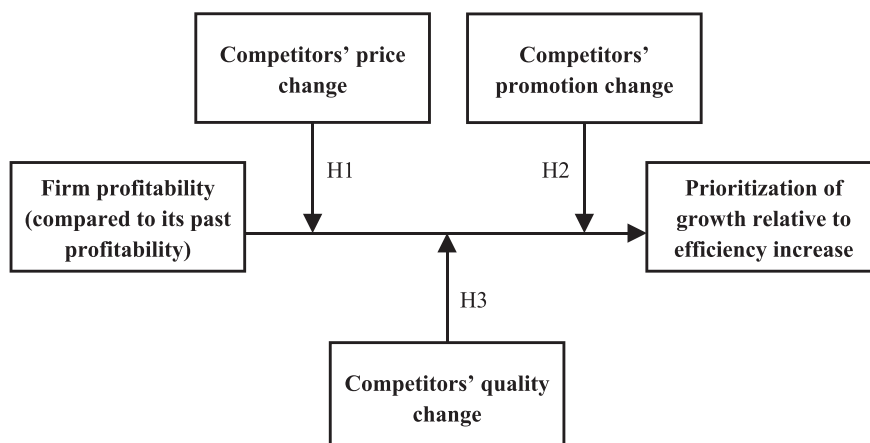 Competitors’ price
change
Competitors’
promotion change
H1
H2
Firm profitability
(compared to its past
profitability)
Prioritization of
growth relative to
efficiency increase
H3
Competitors’ quality
change